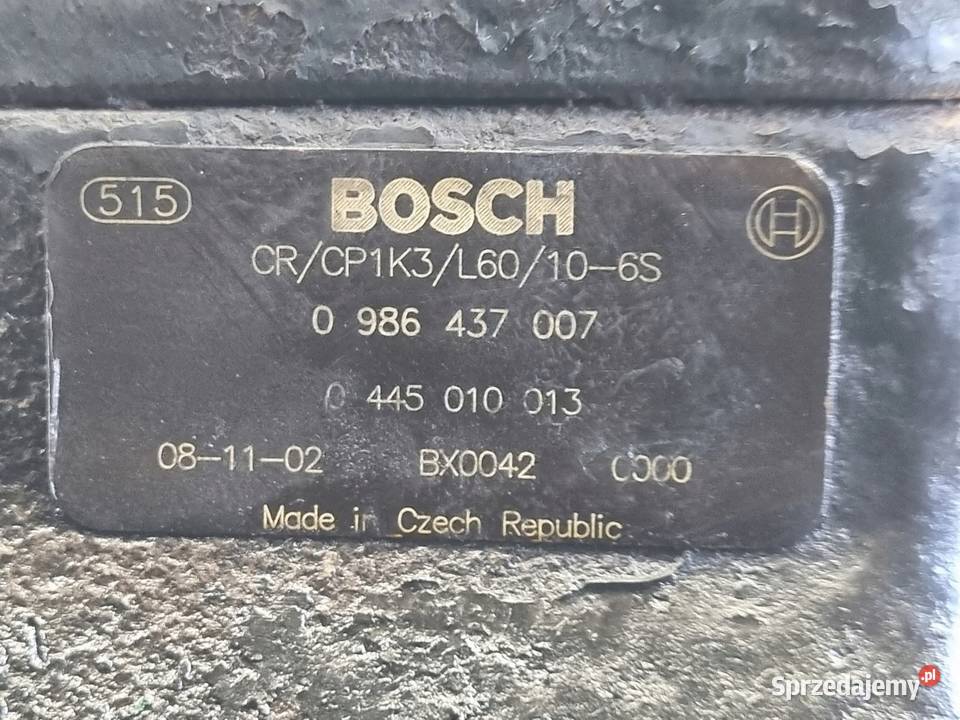 515 BOSCH
CR/CP1K3/L60/10-6S
0 986 437 007
0 445 010 013
08-11-02 BX0042 0000
Made in Czech Republic
Sprzedajemy.pl